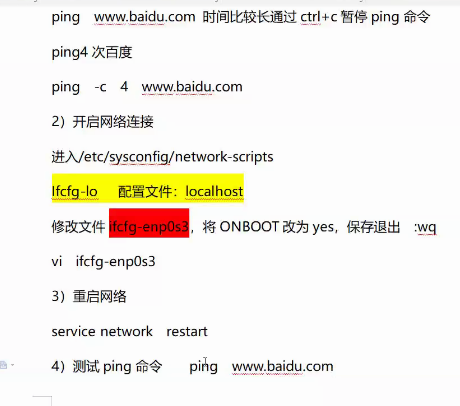 ping www.baidu.com 时间比较长通过 ctrl+c 暂停 ping 命令
ping4 次百度
ping -c 4 www.baidu.com
2）开启网络连接
进入/etc/sysconfig/network-scripts
Ifcfg-lo 配置文件：localhost
修改文件 ifcfg-enp0s3，将 ONBOOT 改为 yes，保存退出 :wq
vi ifcfg-enp0s3
3）重启网络
service network restart
4）测试 ping 命令 ping www.baidu.com